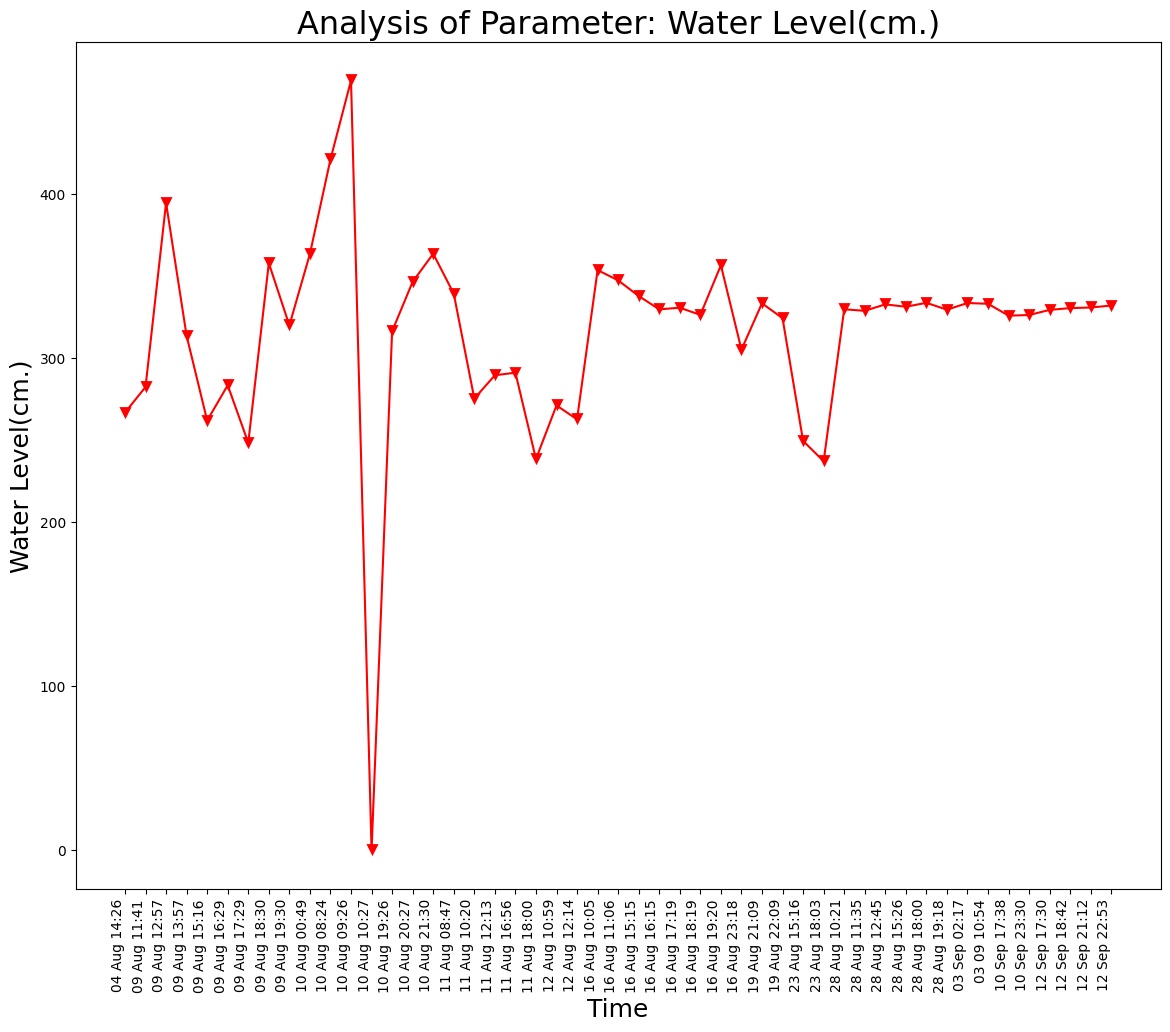 Analysis of Parameter: Water Level(cm.)
Water Level(cm.)
400
300
200
100
0
04 Aug 14:26
09 Aug 11:41
09 Aug 12:57
09 Aug 13:57
09 Aug 15:16
09 Aug 16:29
09 Aug 17:29
09 Aug 18:30
09 Aug 19:30
10 Aug 00:49
10 Aug 08:24
10 Aug 09:26
10 Aug 10:27
10 Aug 19:26
10 Aug 20:27
10 Aug 21:30
11 Aug 08:47
11 Aug 10:20
11 Aug 12:13
11 Aug 16:56
11 Aug 18:00
12 Aug 10:59
12 Aug 12:14
16 Aug 10:05
16 Aug 11:06
16 Aug 15:15
16 Aug 16:15
16 Aug 17:19
16 Aug 18:19
16 Aug 19:20
16 Aug 23:18
19 Aug 21:09
19 Aug 22:09
23 Aug 15:16
23 Aug 18:03
28 Aug 10:21
28 Aug 11:35
28 Aug 12:45
28 Aug 15:26
28 Aug 18:00
28 Aug 19:18
03 Sep 02:17
03 09 10:54
10 Sep 17:38
10 Sep 23:30
12 Sep 17:30
12 Sep 18:42
12 Sep 21:12
12 Sep 22:53
Time